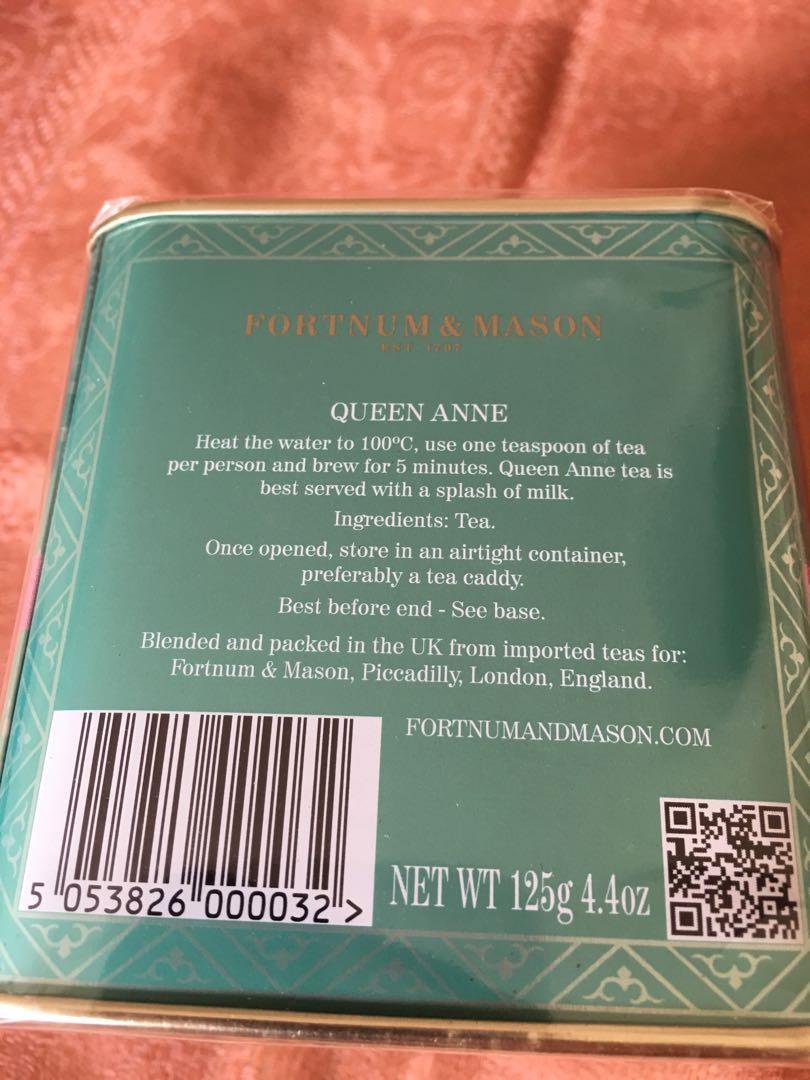 FORTNUM & MASON
EST 1707
QUEEN ANNE
Heat the water to 100ºC, use one teaspoon of tea
per person and brew for 5 minutes. Queen Anne tea is
best served with a splash of milk.
Ingredients: Tea.
Once opened, store in an airtight container,
preferably a tea caddy.
Best before end - See base.
Blended and packed in the UK from imported teas for:
Fortnum & Mason, Piccadilly, London, England.
FORTNUMANDMASON.COM
NET WT 125g 4.4oz
5 053826 000032 >